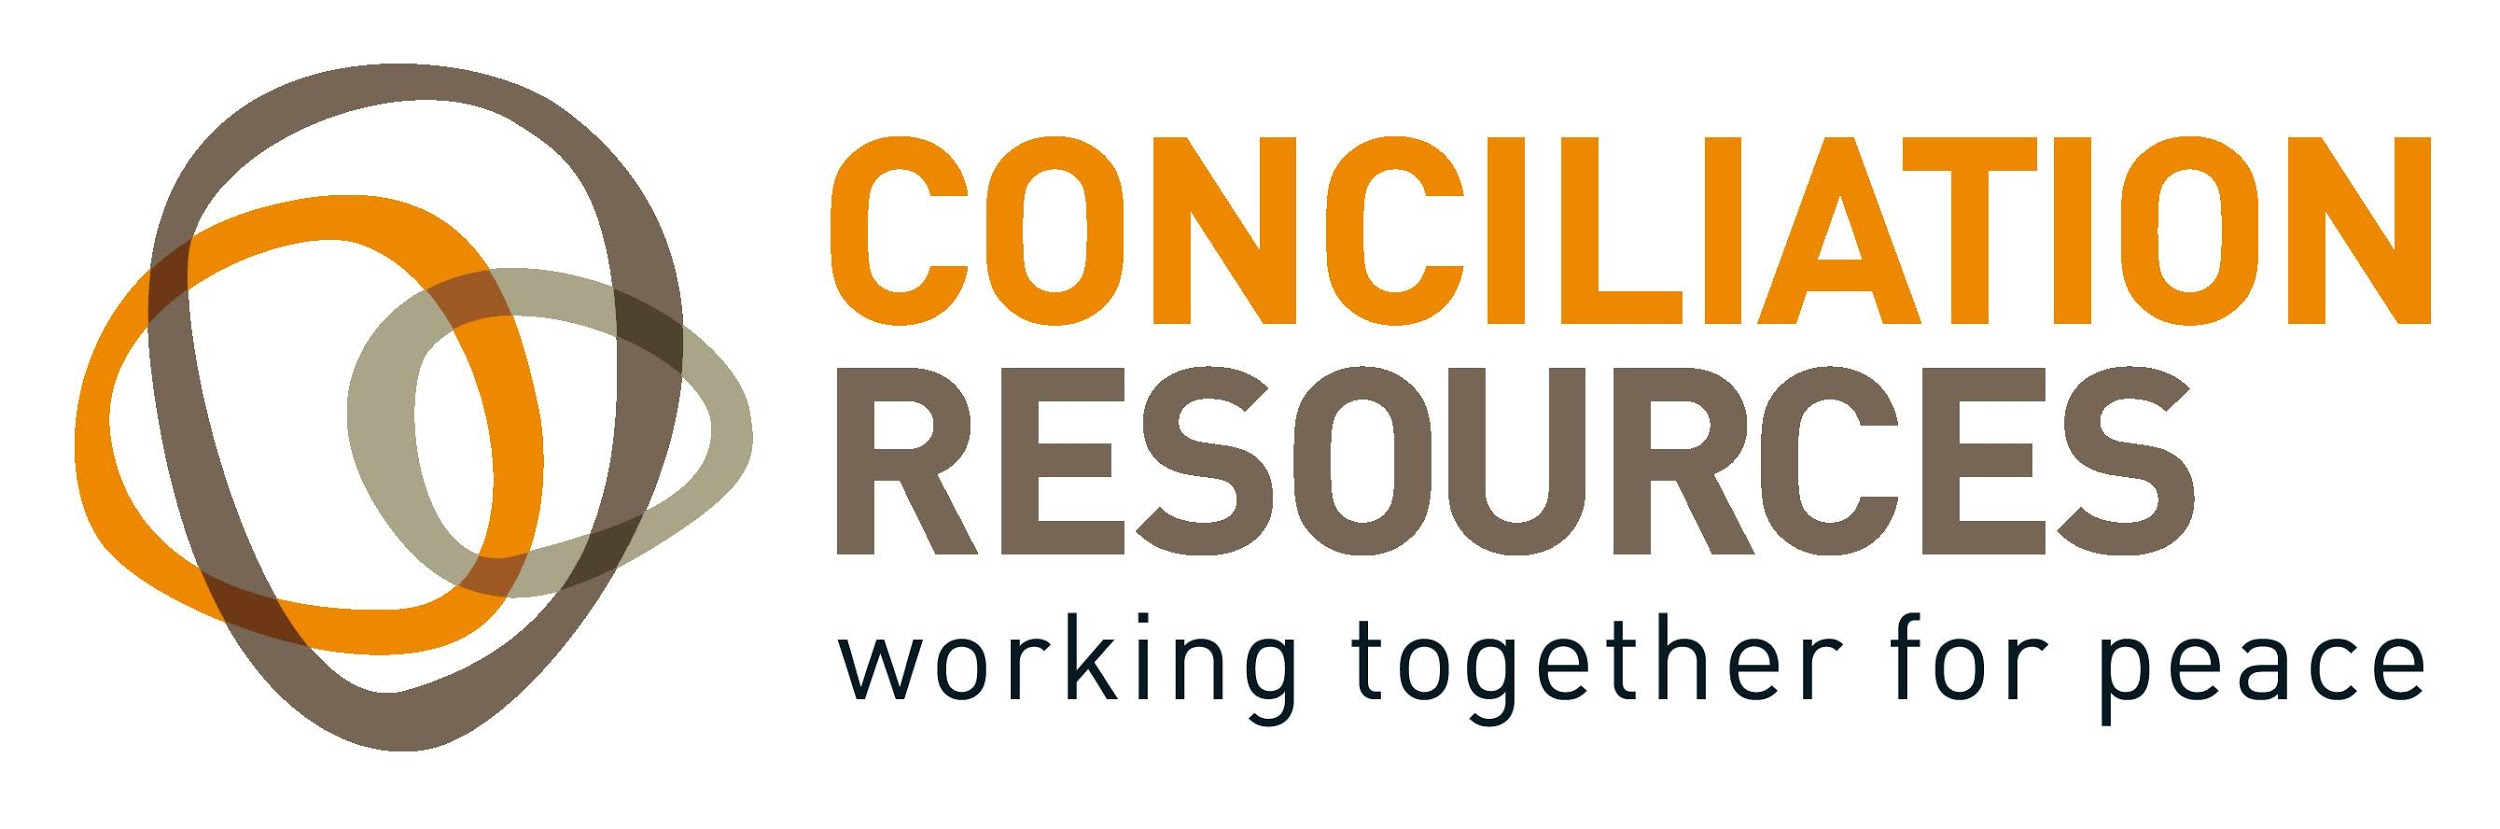 CONCILIATION
RESOURCES
working together for peace